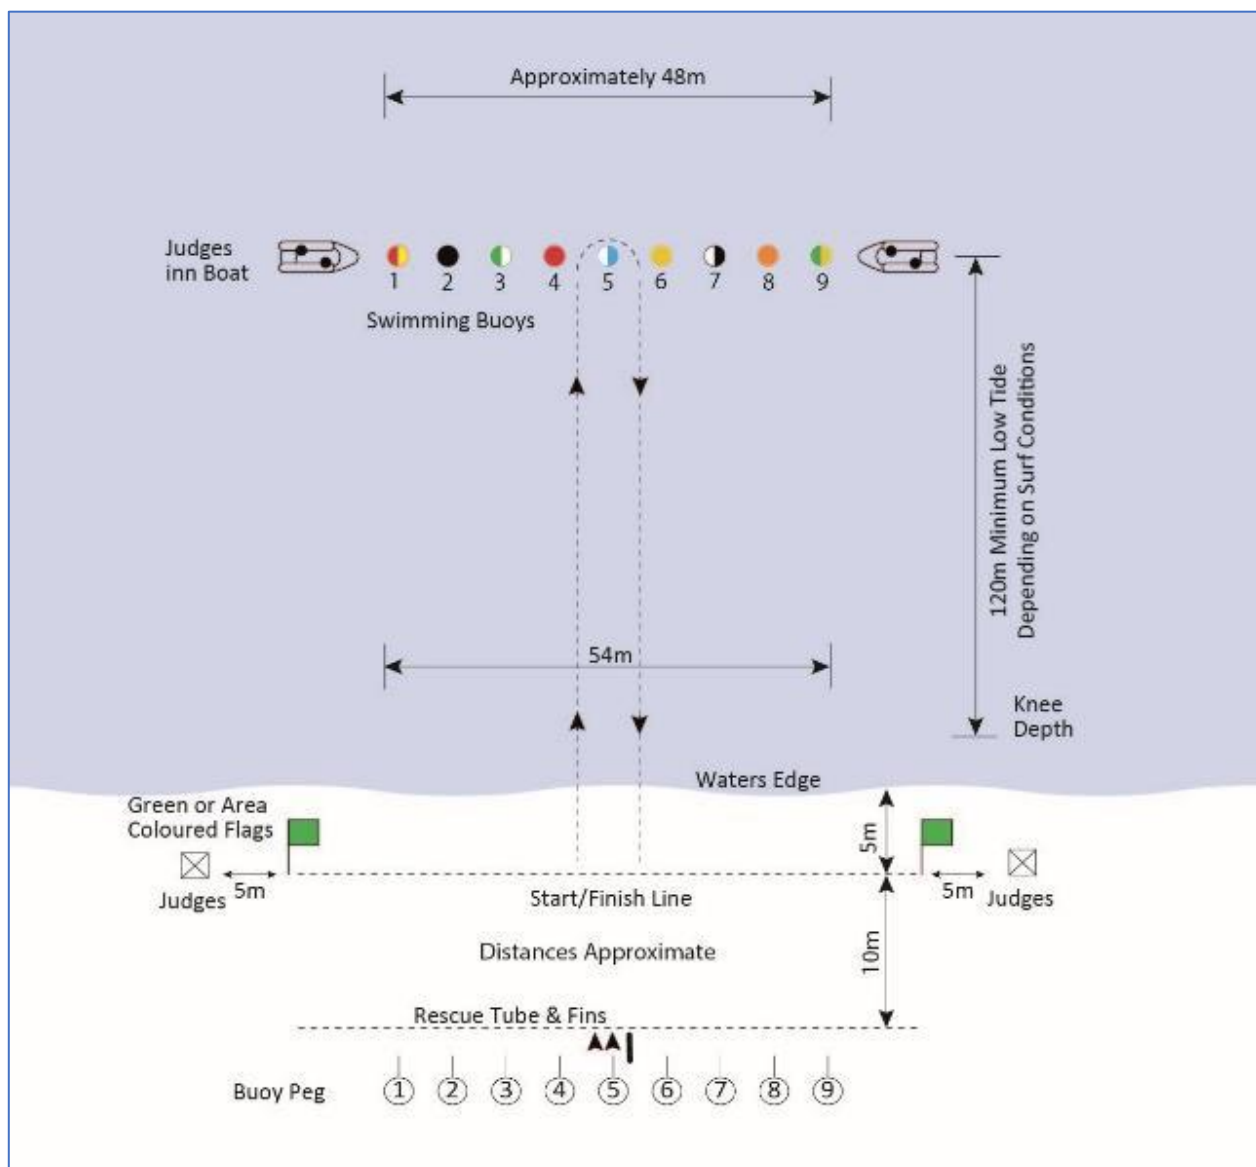 Approximately 48m
Judges
inn Boat
1 2 3 4 5 6 7 8 9
Swimming Buoys
120m Minimum Low Tide
Depending on Surf Conditions
54m
Knee
Depth
Waters Edge
Green or Area
Coloured Flags
5m
Judges
5m
5m
Judges
Start/Finish Line
Distances Approximate
10m
Rescue Tube & Fins
Buoy Peg
1 2 3 4 5 6 7 8 9